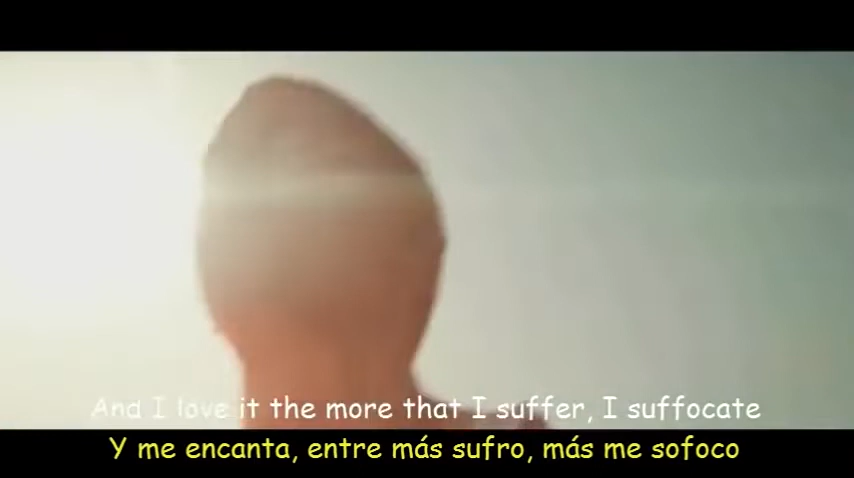 And I love it the more that I suffer, I suffocate
Y me encanta, entre más sufro, más me sofoco